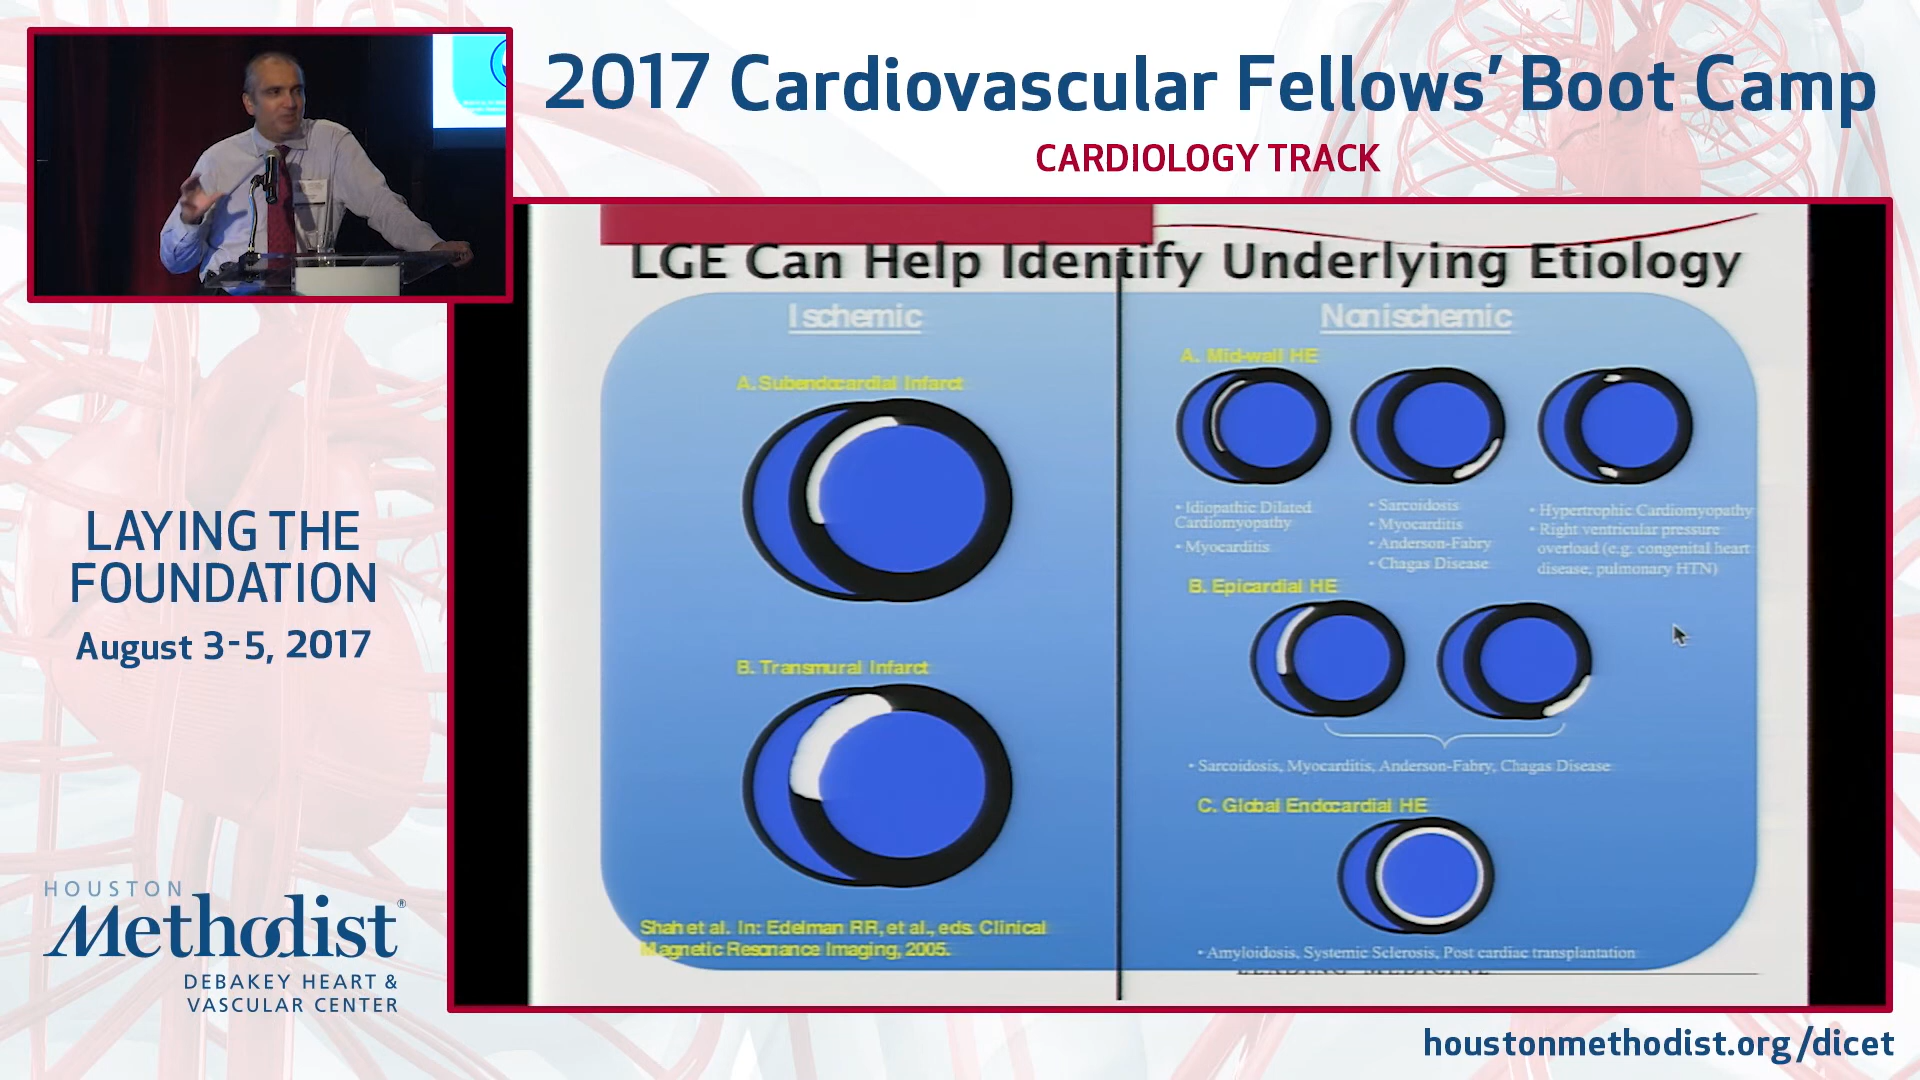 2017 Cardiovascular Fellows’ Boot Camp
CARDIOLOGY TRACK
LGE Can Help Identify Underlying Etiology
Ischemic
A. Subendocardial Infarct
B. Transmural Infarct
Shah et al. In: Edelman RR, et al., eds. Clinical
Magnetic Resonance Imaging, 2005.
Nonischemic
A. Mid-wall HE
• Idiopathic Dilated
Cardiomyopathy
• Myocarditis
• Sarcoidosis
• Myocarditis
• Anderson-Fabry
• Chagas Disease
• Hypertrophic Cardiomyopathy
• Right ventricular pressure
overload (e.g. congenital heart
disease, pulmonary HTN)
B. Epicardial HE
• Sarcoidosis, Myocarditis, Anderson-Fabry, Chagas Disease
C. Global Endocardial HE
• Amyloidosis, Systemic Sclerosis, Post cardiac transplantation
LEADING MEDICINE
LAYING THE
FOUNDATION
August 3-5, 2017
HOUSTON
Methodist®
DEBAKEY HEART &
VASCULAR CENTER
houstonmethodist.org/dicet